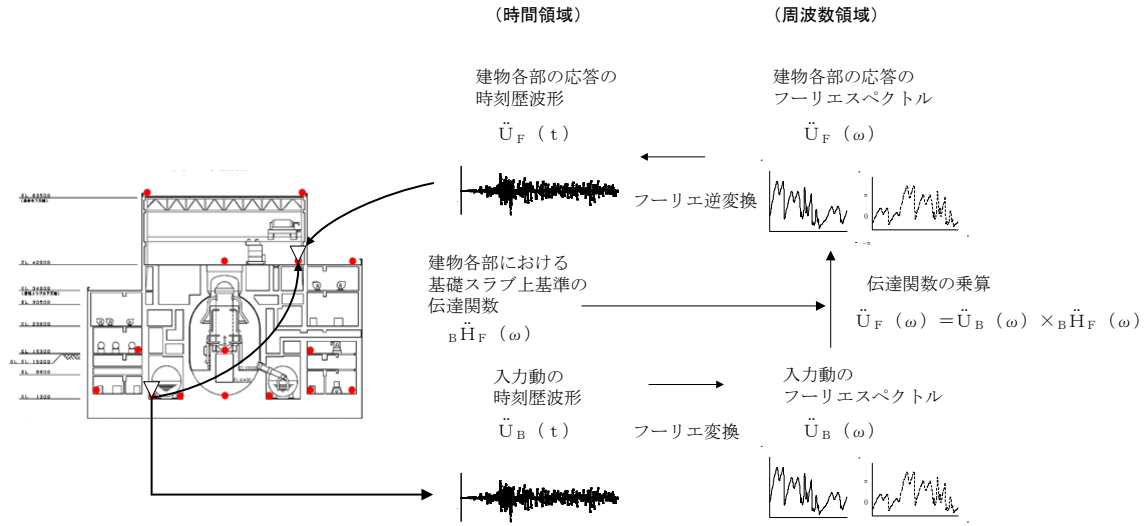 (時間領域)
(周波数領域)
建物各部の応答の
時刻歴波形
Ü_F (t)
建物各部の応答の
フーリエスペクトル
Ü_F (ω)
フーリエ逆変換
π
0
-π
建物各部における
基礎スラブ上基準の
伝達関数
_BḦ_F (ω)
伝達関数の乗算
Ü_F (ω) =Ü_B (ω) ×_BḦ_F (ω)
入力動の
時刻歴波形
Ü_B (t)
フーリエ変換
入力動の
フーリエスペクトル
Ü_B (ω)
π
0
EL 63500
EL 42800
EL 34600
EL 30500
EL 23800
EL 15300
EL 8800
EL 1300